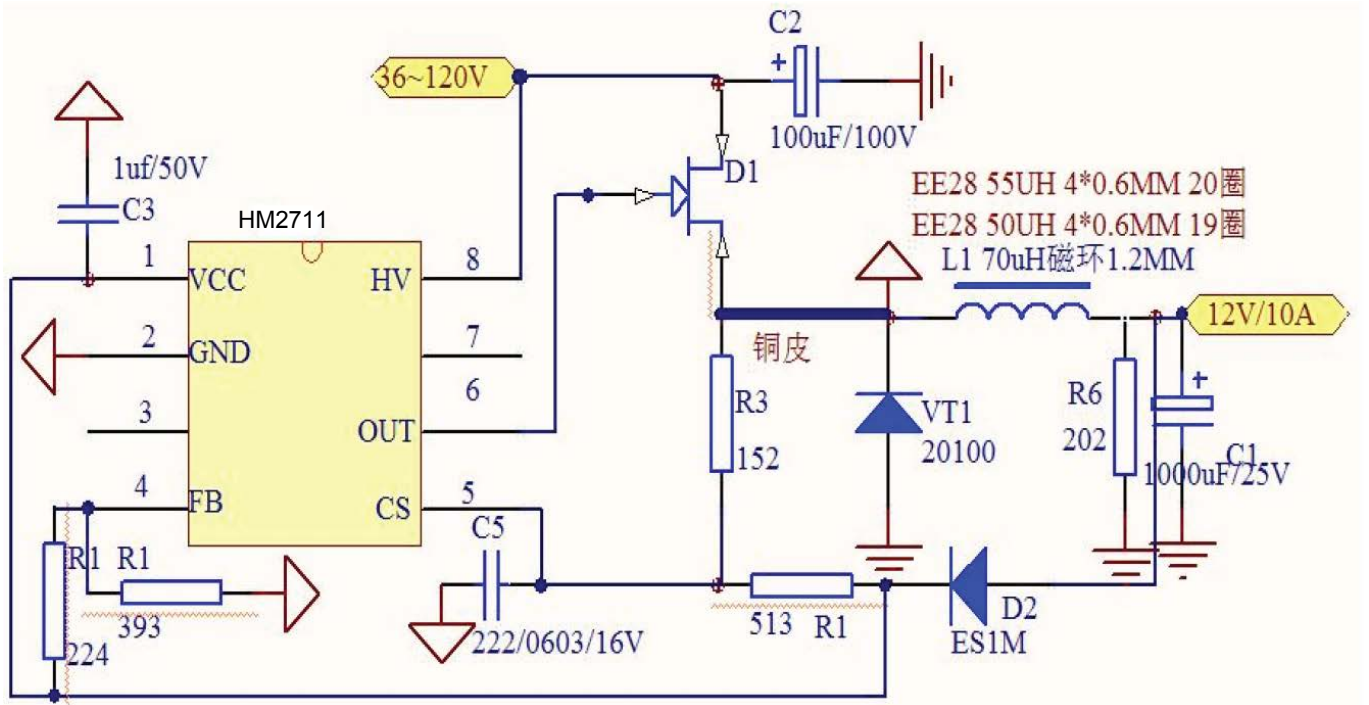 C2
36~120V
100uF/100V
1uf/50V
C3
D1
EE28 55UH 4*0.6MM 20圈
EE28 50UH 4*0.6MM 19圈
L1 70uH磁环1.2MM
HM2711
1
VCC
HV
8
12V/10A
2
GND
7
铜皮
3
6
OUT
R3
152
VT1
20100
R6
202
C1
1000uF/25V
4
FB
CS
5
C5
R1
R1
393
224
222/0603/16V
513
R1
D2
ES1M